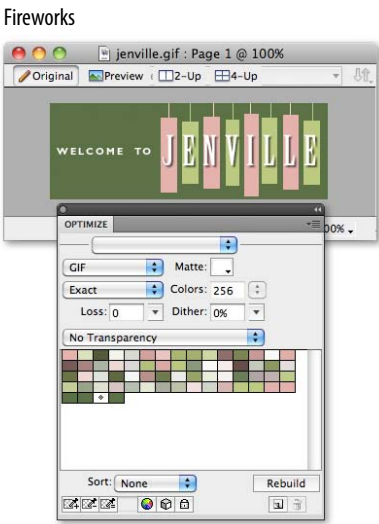 Fireworks
jenville.gif : Page 1 @ 100%
Original Preview 2-Up 4-Up
WELCOME TO JENVILLE
00%
OPTIMIZE
GIF Matte:
Exact Colors: 256
Loss: 0 Dither: 0%
No Transparency
Sort: None Rebuild